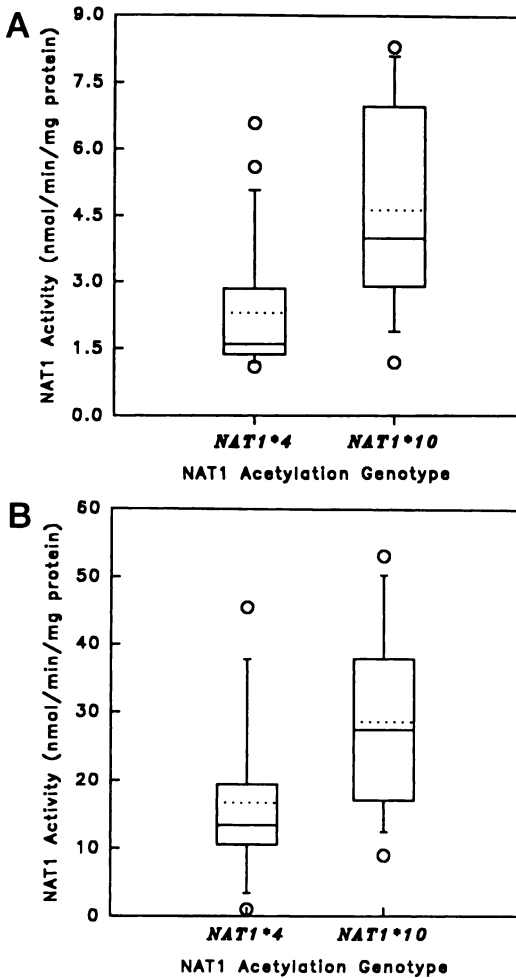 A
NAT1 Activity (nmol/min/mg protein)
9.0
7.5
6.0
4.5
3.0
1.5
0.0
NAT1*4 NAT1*10
NAT1 Acetylation Genotype
B
NAT1 Activity (nmol/min/mg protein)
60
50
40
30
20
10
0
NAT1*4 NAT1*10
NAT1 Acetylation Genotype